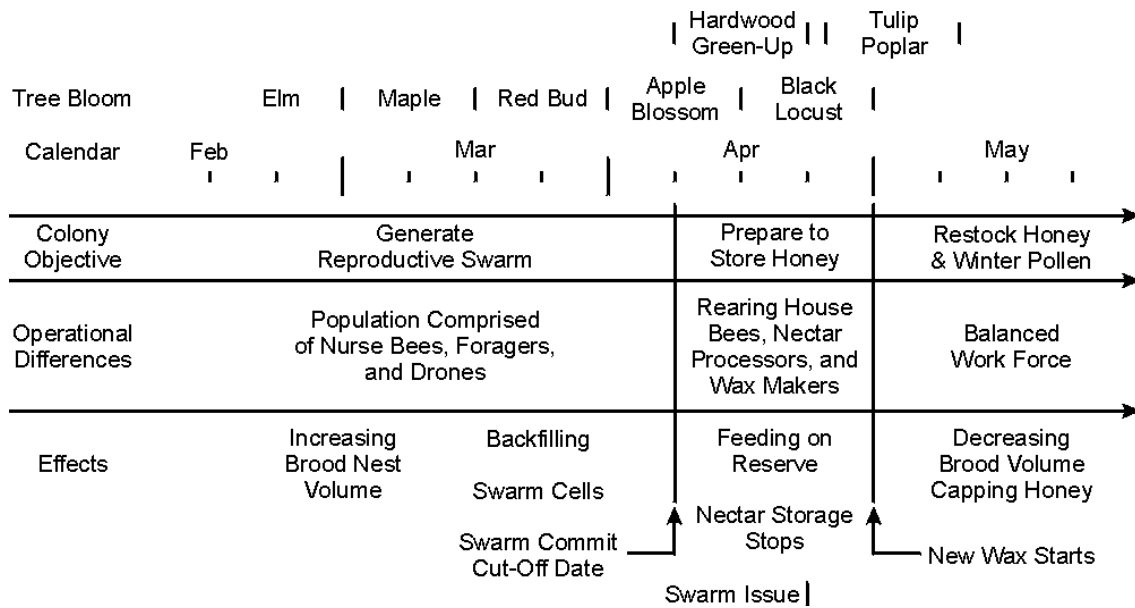 Hardwood
Green-Up
Tulip
Poplar
Tree Bloom
Elm
Maple
Red Bud
Apple
Blossom
Black
Locust
Calendar
Feb
Mar
Apr
May
Colony
Objective
Generate
Reproductive Swarm
Prepare to
Store Honey
Restock Honey
& Winter Pollen
Operational
Differences
Population Comprised
of Nurse Bees, Foragers,
and Drones
Rearing House
Bees, Nectar
Processors, and
Wax Makers
Balanced
Work Force
Effects
Increasing
Brood Nest
Volume
Backfilling
Swarm Cells
Swarm Commit
Cut-Off Date
Feeding on
Reserve
Nectar Storage
Stops
Swarm Issue
Decreasing
Brood Volume
Capping Honey
New Wax Starts